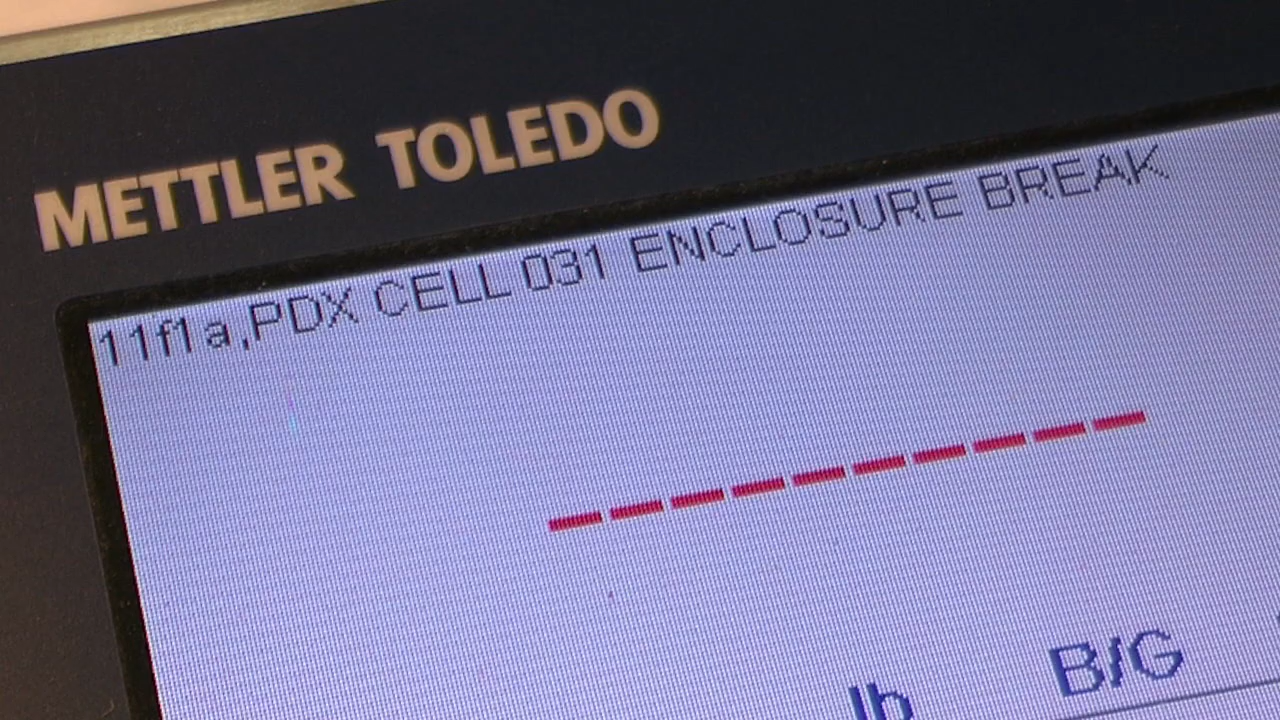 METTLER TOLEDO
11f1a,PDX CELL 031 ENCLOSURE BREAK
----------
lb B/G